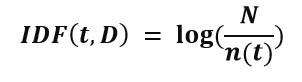 IDF(t, D) = log(N/n(t))